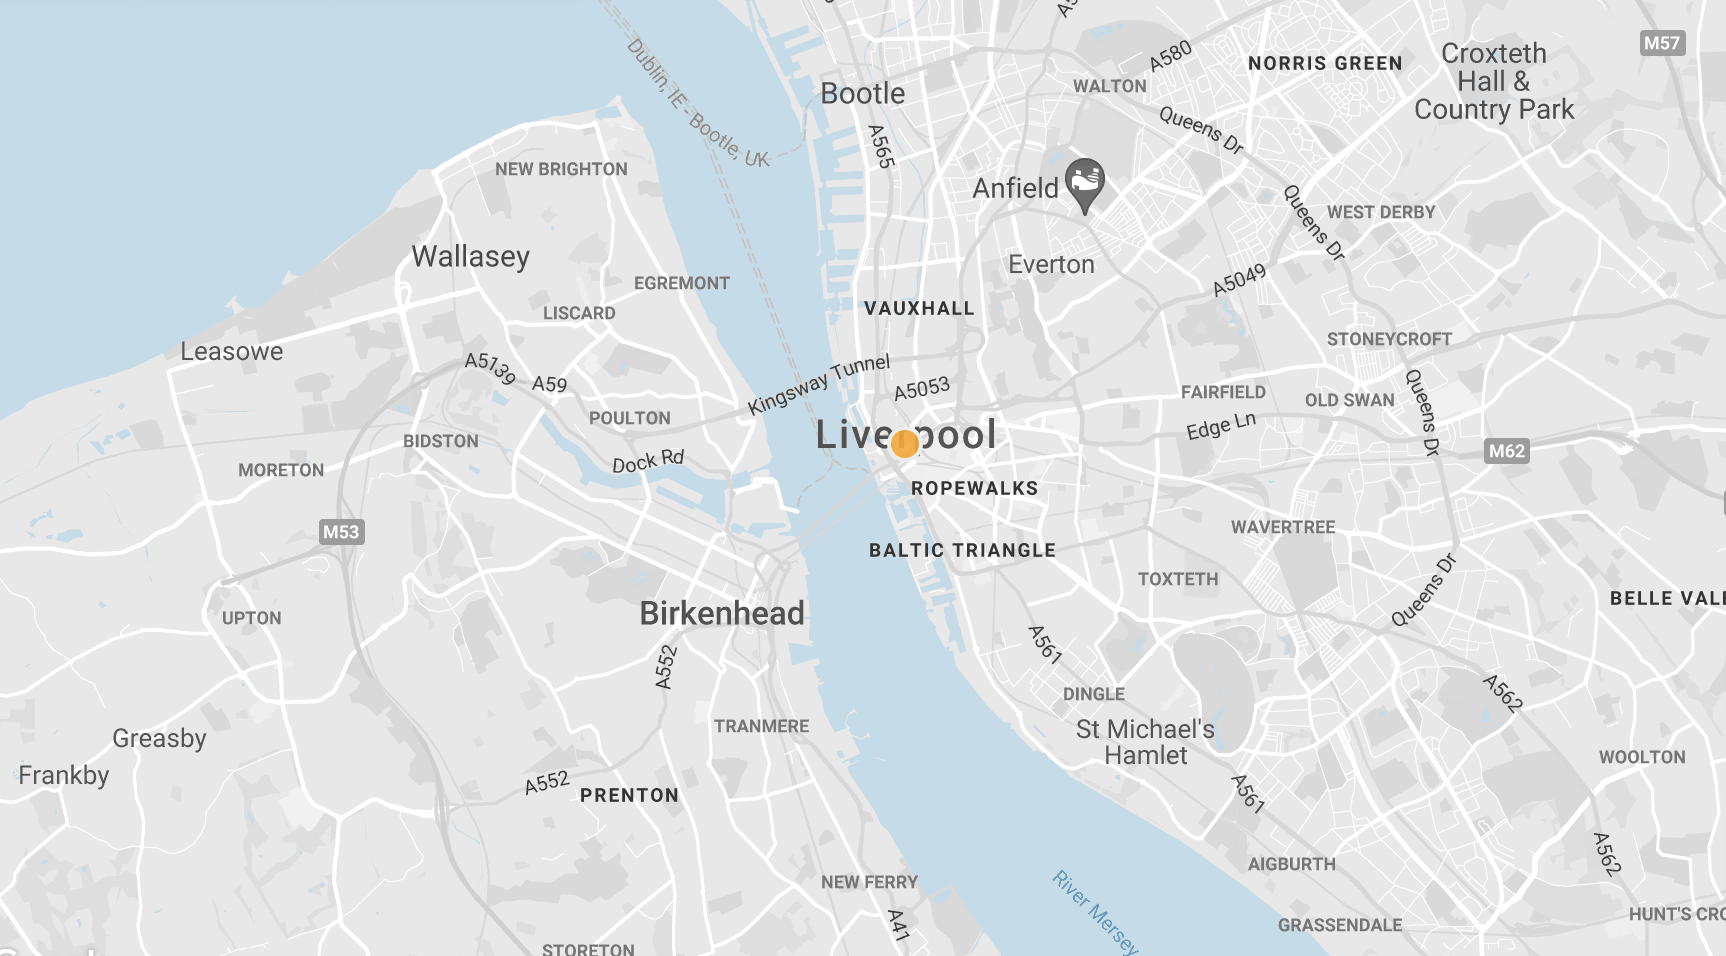 M57
Croxteth
Hall &
Country Park
NORRIS GREEN
A580
WALTON
Bootle
Dublin, IE - Bootle, UK
A565
Queens Dr
NEW BRIGHTON
Anfield
Queens Dr
WEST DERBY
Wallasey
Everton
A5049
EGREMONT
LISCARD
VAUXHALL
STONEYCROFT
Leasowe
A5139
A59
Kingsway Tunnel
A5053
FAIRFIELD
OLD SWAN
Queens Dr
POULTON
Edge Ln
BIDSTON
Liverpool
M62
MORETON
Dock Rd
ROPEWALKS
M53
WAVERTREE
BALTIC TRIANGLE
TOXTETH
Queens Dr
BELLE VAL
UPTON
Birkenhead
A552
A561
DINGLE
A562
TRANMERE
St Michael's
Hamlet
Greasby
WOOLTON
Frankby
A552
PRENTON
A561
A562
AIGBURTH
NEW FERRY
River Mersey
A41
GRASSENDALE
HUNT'S CRO
STORETON